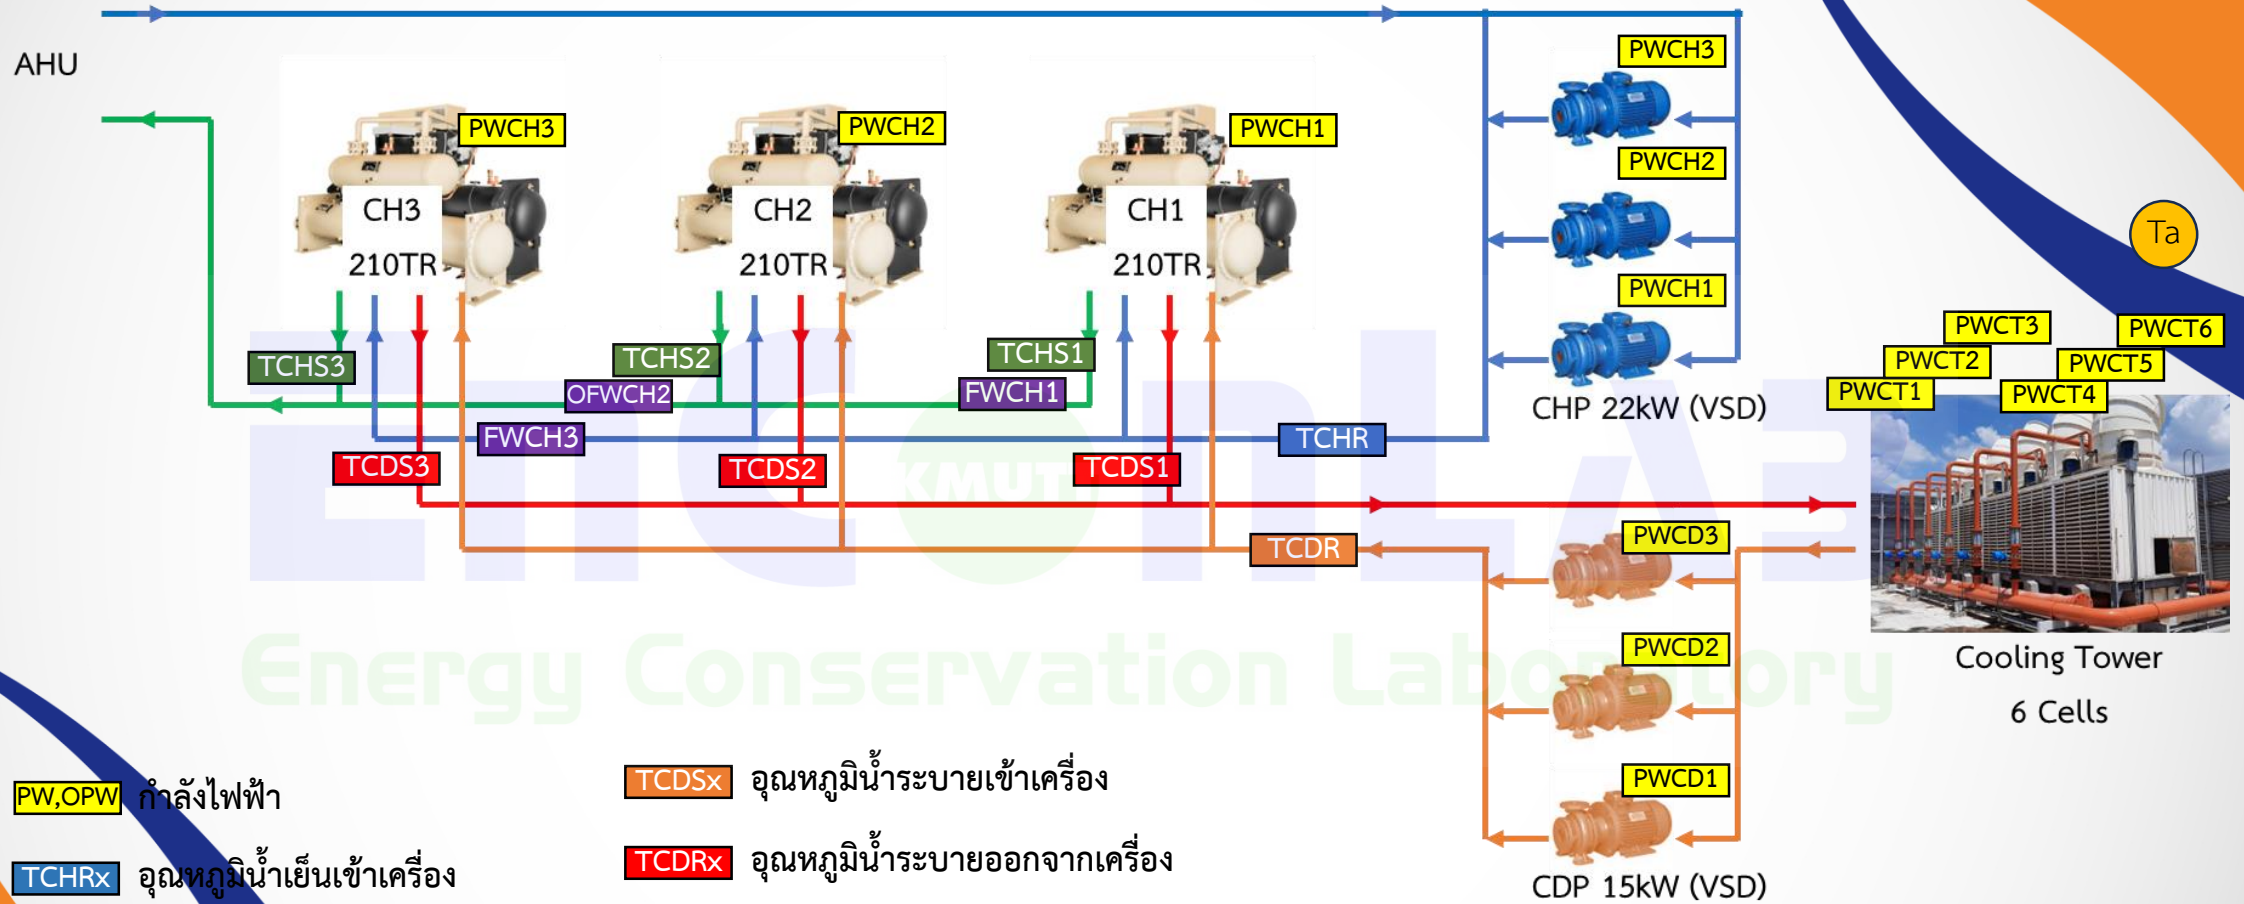 AHU
PWCH3
PWCH2
PWCH1
CH3
210TR
CH2
210TR
CH1
210TR
PWCH3
PWCH2
PWCH1
CHP 22kW (VSD)
Ta
TCHS3
TCHS2
TCHS1
OFWCH2
FWCH1
FWCH3
TCHR
TCDS3
TCDS2
TCDS1
TCDR
PWCT3
PWCT6
PWCT2
PWCT5
PWCT1
PWCT4
Cooling Tower
6 Cells
PWCD3
PWCD2
PWCD1
CDP 15kW (VSD)
EnConLAB
KMUT
Energy Conservation Laboratory
PW,OPW กำลังไฟฟ้า
TCHRx อุณหภูมิน้ำเย็นเข้าเครื่อง
TCDSx อุณหภูมิน้ำระบายเข้าเครื่อง
TCDRx อุณหภูมิน้ำระบายออกจากเครื่อง